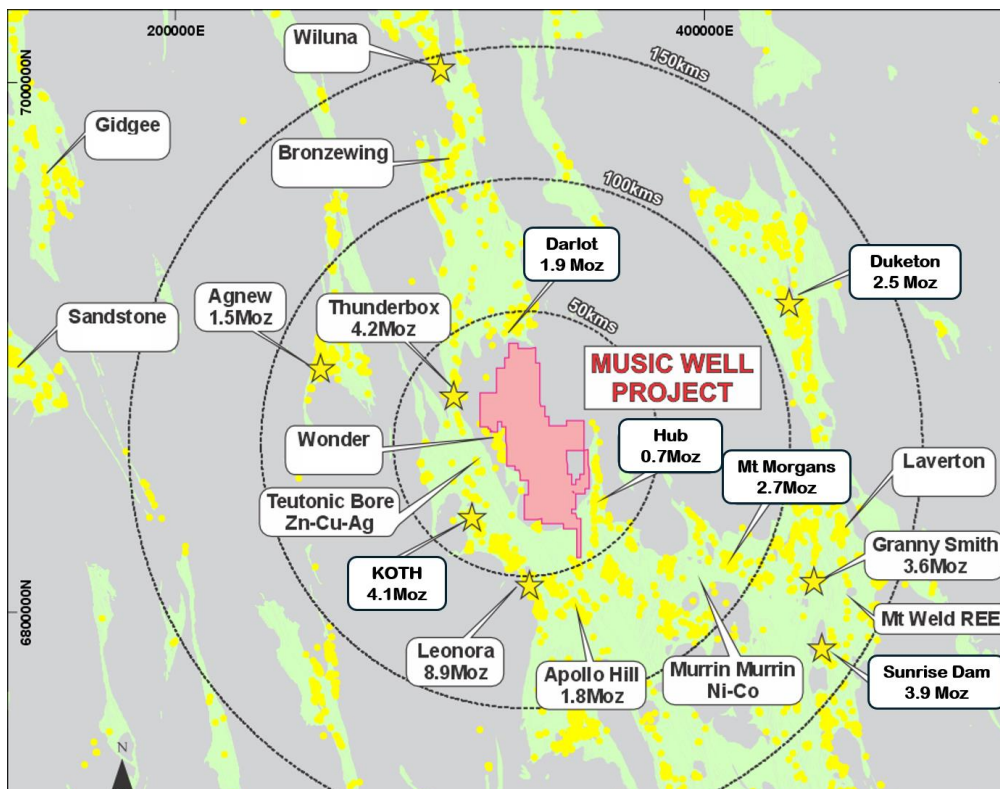 200000E
400000E
7000000N
6800000N
Wiluna
150kms
Gidgee
Bronzewing
100kms
Darlot
1.9 Moz
Duketon
2.5 Moz
Agnew
1.5Moz
Thunderbox
4.2Moz
Sandstone
50kms
MUSIC WELL
PROJECT
Wonder
Hub
0.7Moz
Mt Morgans
2.7Moz
Laverton
Teutonic Bore
Zn-Cu-Ag
Granny Smith
3.6Moz
KOTH
4.1Moz
Mt Weld REE
Leonora
8.9Moz
Apollo Hill
1.8Moz
Murrin Murrin
Ni-Co
Sunrise Dam
3.9 Moz
N